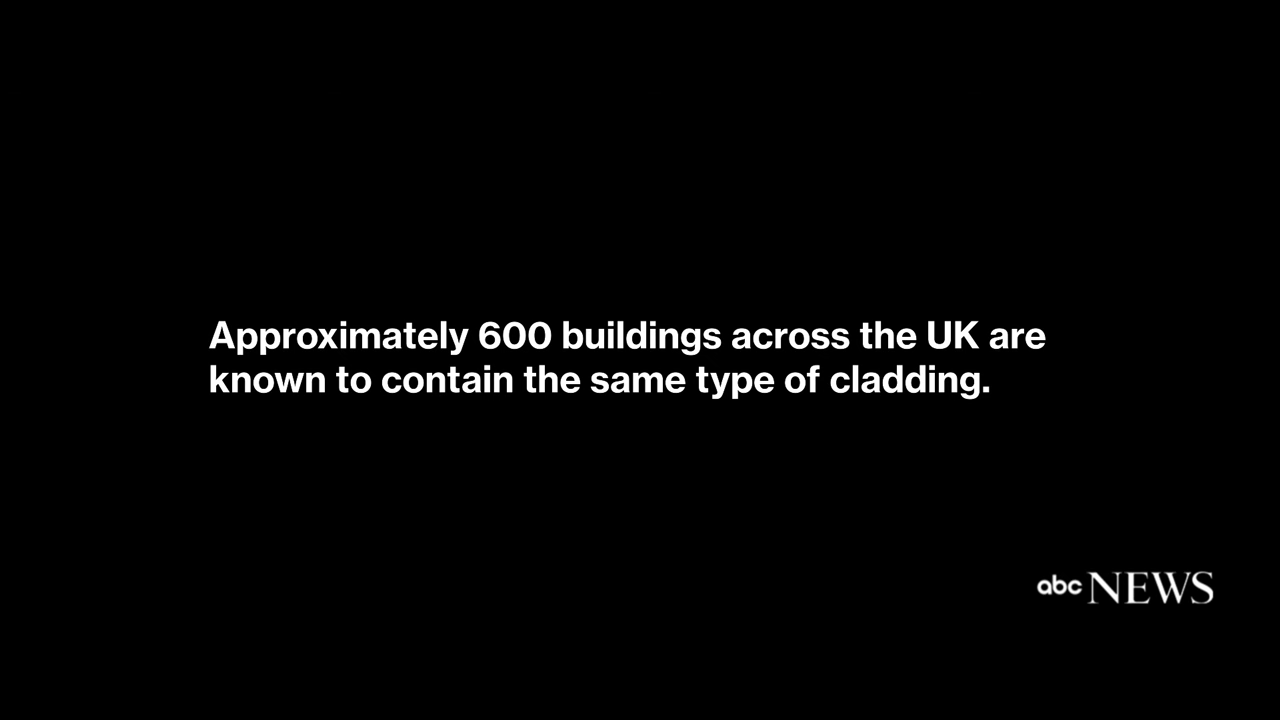 Approximately 600 buildings across the UK are
known to contain the same type of cladding.
abc NEWS